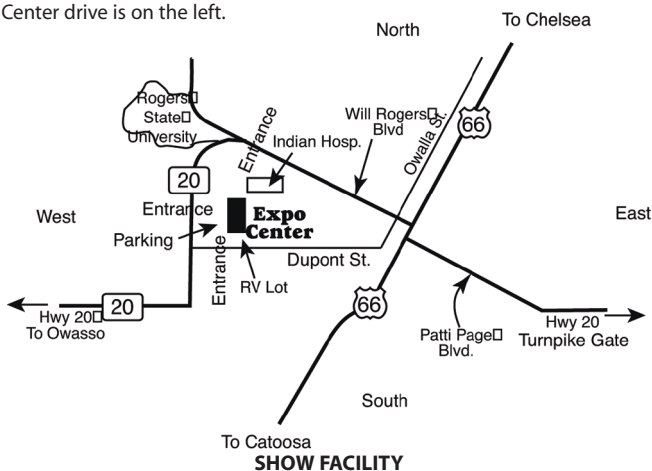 Center drive is on the left.
To Chelsea
North
Rogers
State
University
Entrance
Will Rogers
Blvd
Owalla St.
66
Indian Hosp.
20
West
East
Entrance
Expo
Center
Parking
Entrance
Dupont St.
RV Lot
20
Hwy 20
To Owasso
66
Patti Page
Blvd.
Hwy 20
Turnpike Gate
South
To Catoosa
SHOW FACILITY